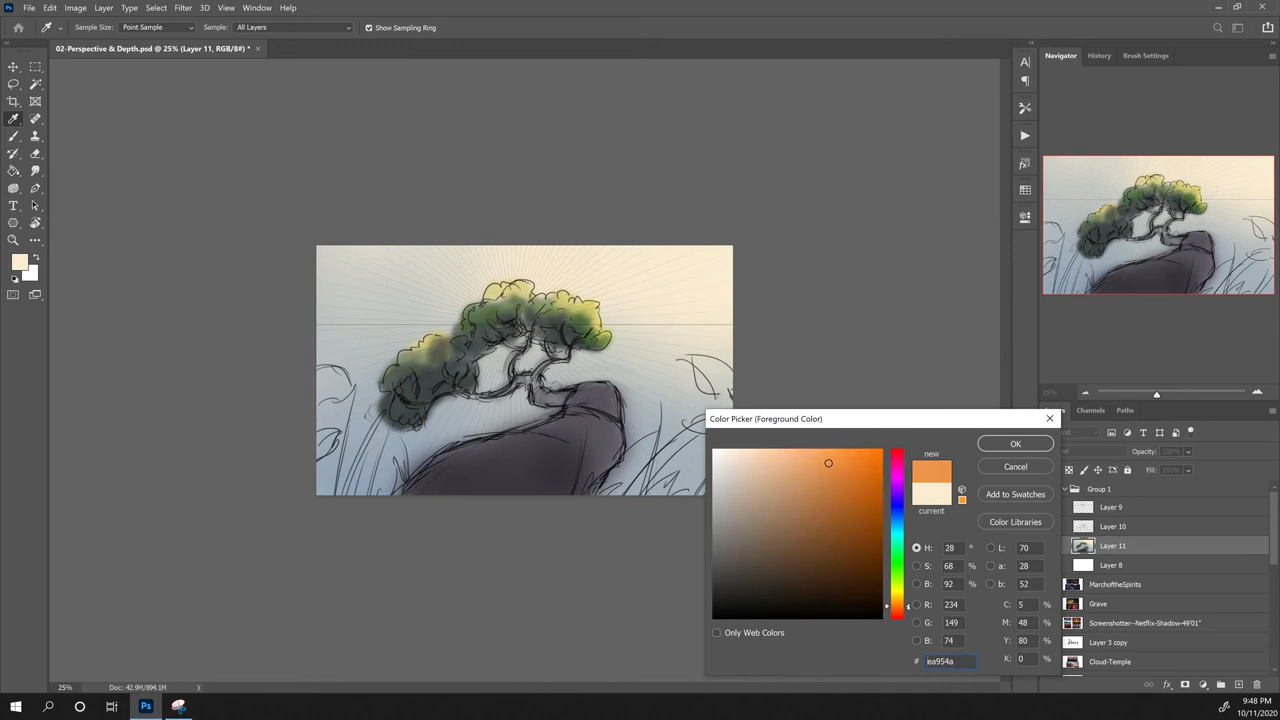 File Edit Image Layer Type Select Filter 3D View Window Help
Sample Size: Point Sample Sample: All Layers Show Sampling Ring
02-Perspective & Depth.psd @ 25% (Layer 11, RGB/8#) * ×
Navigator History Brush Settings
25%
Channels Paths
Opacity: 100%
Fill: 100%
Group 1
Layer 9
Layer 10
Layer 11
Layer 8
MarchoftheSpirits
Grave
Screenshotter--Netflix-Shadow-49'01"
Layer 3 copy
Cloud-Temple
Color Picker (Foreground Color)
new
current
OK
Cancel
Add to Swatches
Color Libraries
H: 28 °
S: 68 %
B: 92 %
R: 234
G: 149
B: 74
# ea954a
L: 70
a: 28
b: 52
C: 5 %
M: 48 %
Y: 80 %
K: 0 %
Only Web Colors
25% Doc: 42.9M/894.1M
9:48 PM
10/11/2020